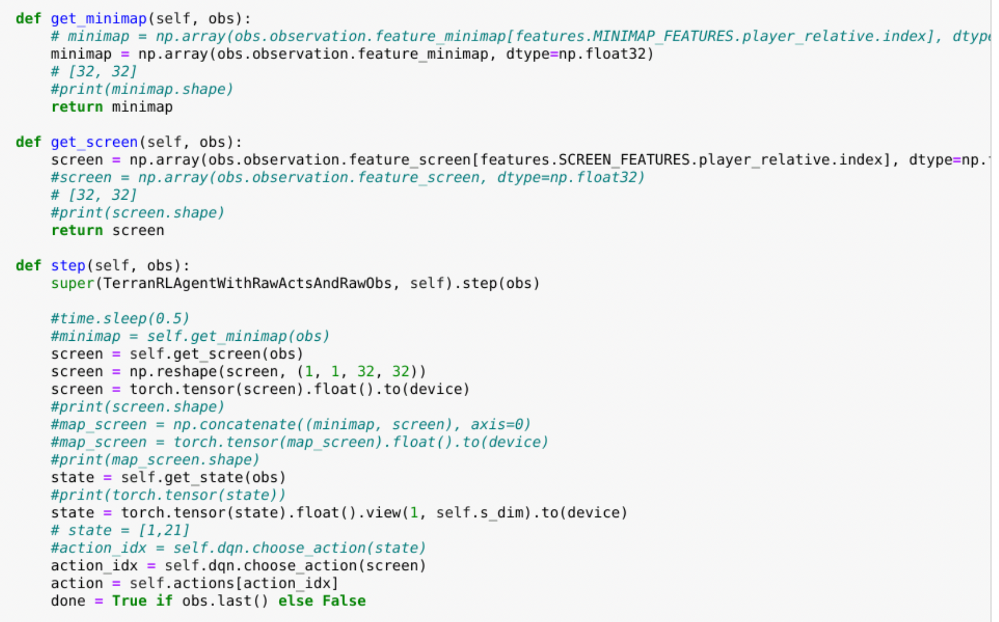 def get_minimap(self, obs):
    # minimap = np.array(obs.observation.feature_minimap[features.MINIMAP_FEATURES.player_relative.index], dtype
    minimap = np.array(obs.observation.feature_minimap, dtype=np.float32)
    # [32, 32]
    #print(minimap.shape)
    return minimap

def get_screen(self, obs):
    screen = np.array(obs.observation.feature_screen[features.SCREEN_FEATURES.player_relative.index], dtype=np.
    #screen = np.array(obs.observation.feature_screen, dtype=np.float32)
    # [32, 32]
    #print(screen.shape)
    return screen

def step(self, obs):
    super(TerranRLAgentWithRawActsAndRawObs, self).step(obs)

    #time.sleep(0.5)
    #minimap = self.get_minimap(obs)
    screen = self.get_screen(obs)
    screen = np.reshape(screen, (1, 1, 32, 32))
    screen = torch.tensor(screen).float().to(device)
    #print(screen.shape)
    #map_screen = np.concatenate((minimap, screen), axis=0)
    #map_screen = torch.tensor(map_screen).float().to(device)
    #print(map_screen.shape)
    state = self.get_state(obs)
    #print(torch.tensor(state))
    state = torch.tensor(state).float().view(1, self.s_dim).to(device)
    # state = [1,21]
    #action_idx = self.dqn.choose_action(state)
    action_idx = self.dqn.choose_action(screen)
    action = self.actions[action_idx]
    done = True if obs.last() else False